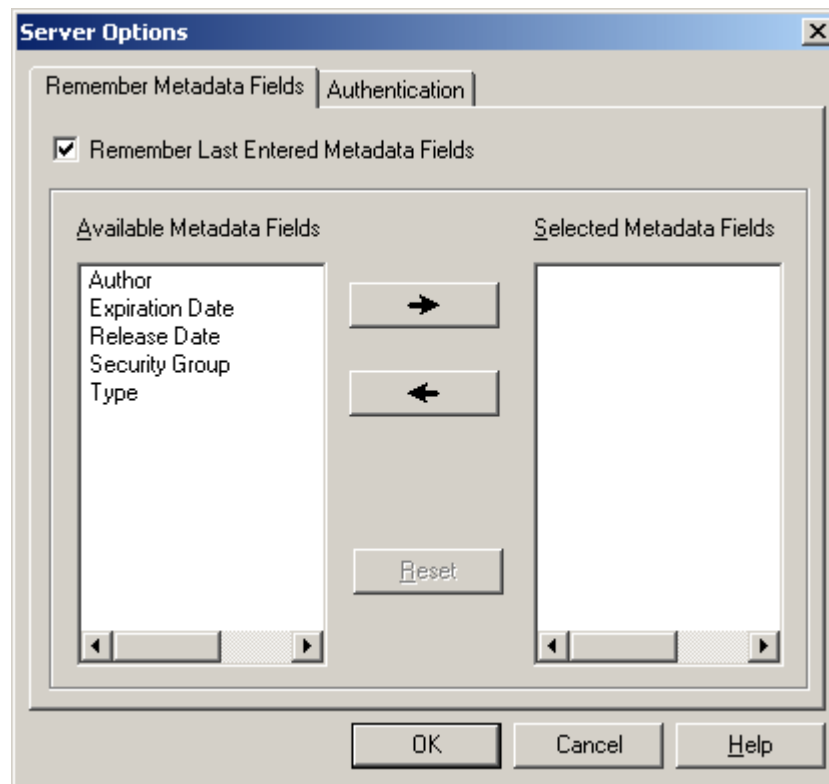 Server Options
Remember Metadata Fields
Authentication
Remember Last Entered Metadata Fields
Available Metadata Fields
Selected Metadata Fields
Author
Expiration Date
Release Date
Security Group
Type
Reset
OK
Cancel
Help